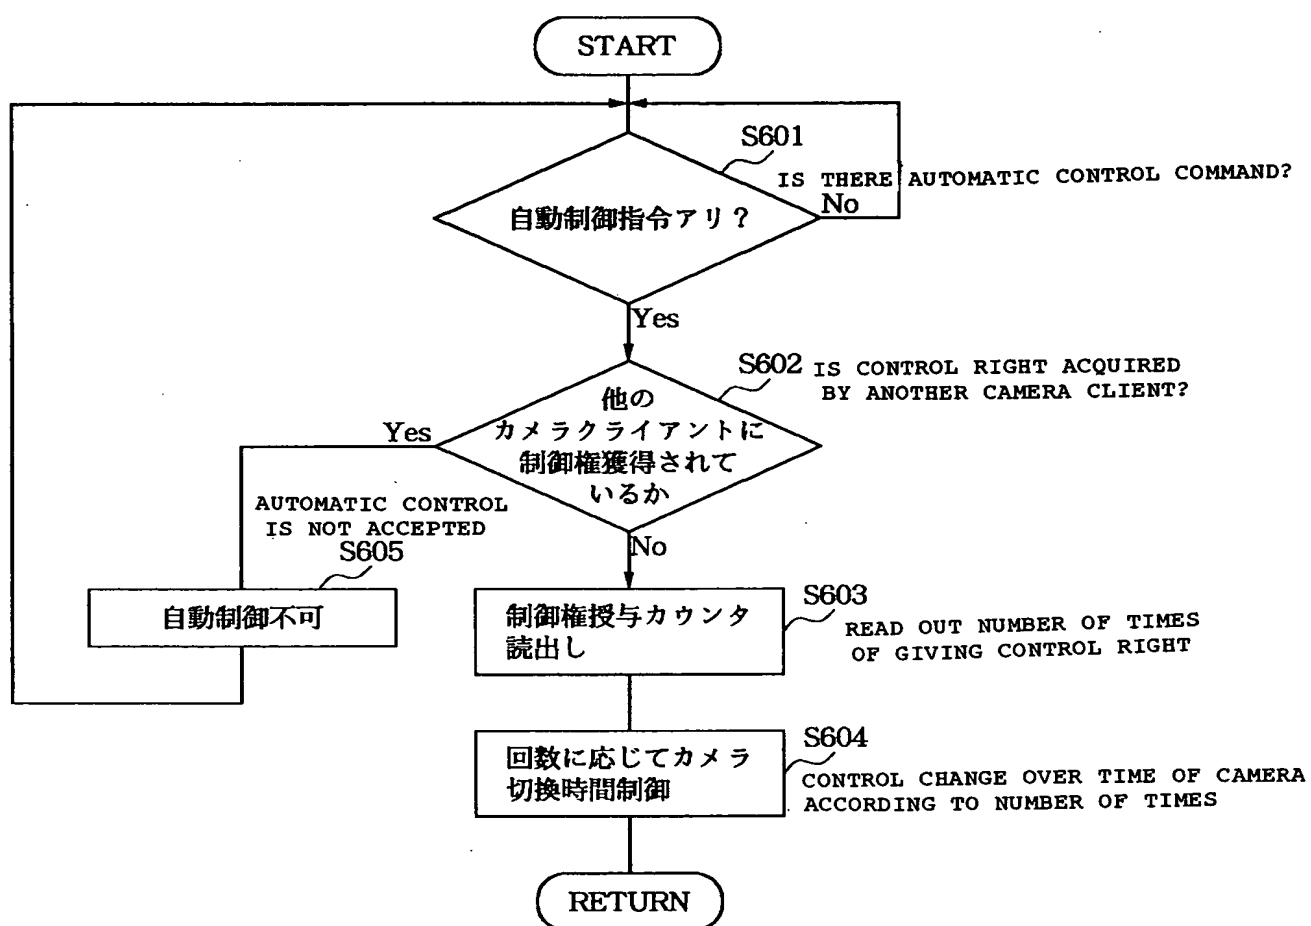 START
S601
IS THERE AUTOMATIC CONTROL COMMAND?
No
自動制御指令アリ？
Yes
S602
IS CONTROL RIGHT ACQUIRED
BY ANOTHER CAMERA CLIENT?
他の
カメラクライアントに
制御権獲得されて
いるか
Yes
AUTOMATIC CONTROL
IS NOT ACCEPTED
S605
No
自動制御不可
S603
制御権授与カウンタ
読出し
READ OUT NUMBER OF TIMES
OF GIVING CONTROL RIGHT
S604
回数に応じてカメラ
切換時間制御
CONTROL CHANGE OVER TIME OF CAMERA
ACCORDING TO NUMBER OF TIMES
RETURN